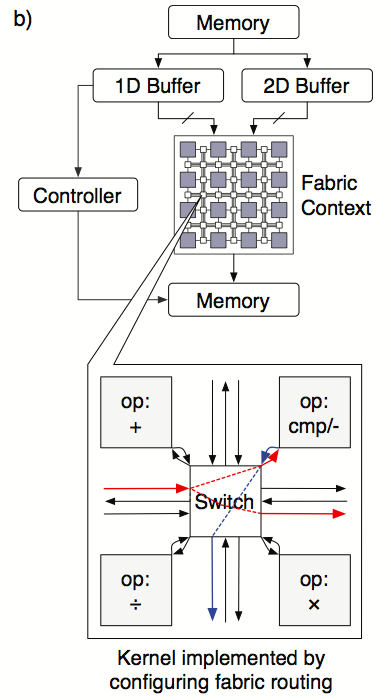 b)
Memory
1D Buffer
2D Buffer
Controller
Fabric
Context
Memory
op:
+
op:
cmp/-
Switch
op:
÷
op:
×
Kernel implemented by
configuring fabric routing